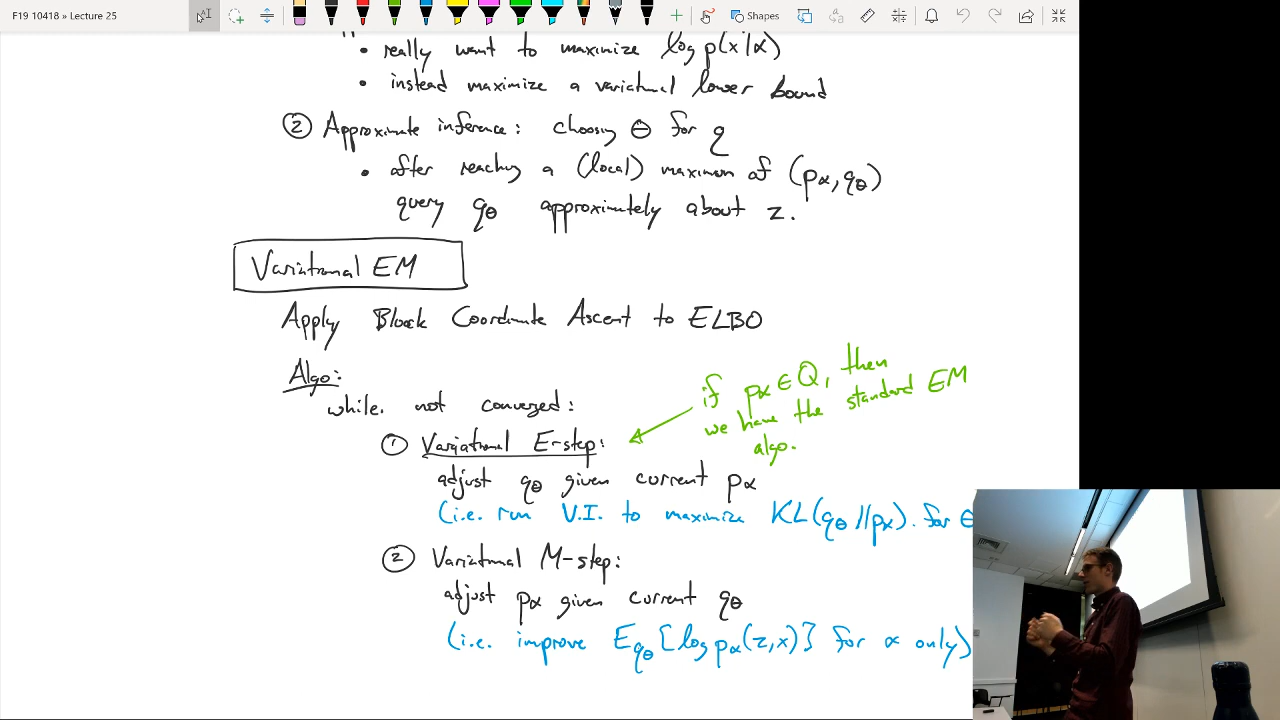 F19 10418 » Lecture 25
Shapes
• really want to maximize log p(x|α)
• instead maximize a variational lower bound
② Approximate inference: choosing θ for q
• after reaching a (local) maximum of (pα, qθ)
query qθ approximately about z.
Variational EM
Apply Block Coordinate Ascent to ELBO
Algo:
while not converged:
if pα ∈ Q, then
we have the standard EM
algo.
① Variational E-step:
adjust qθ given current pα
(i.e. run V.I. to maximize KL(qθ || pα). for θ
② Variational M-step:
adjust pα given current qθ
(i.e. improve Eqθ[log pα(z,x)] for α only)